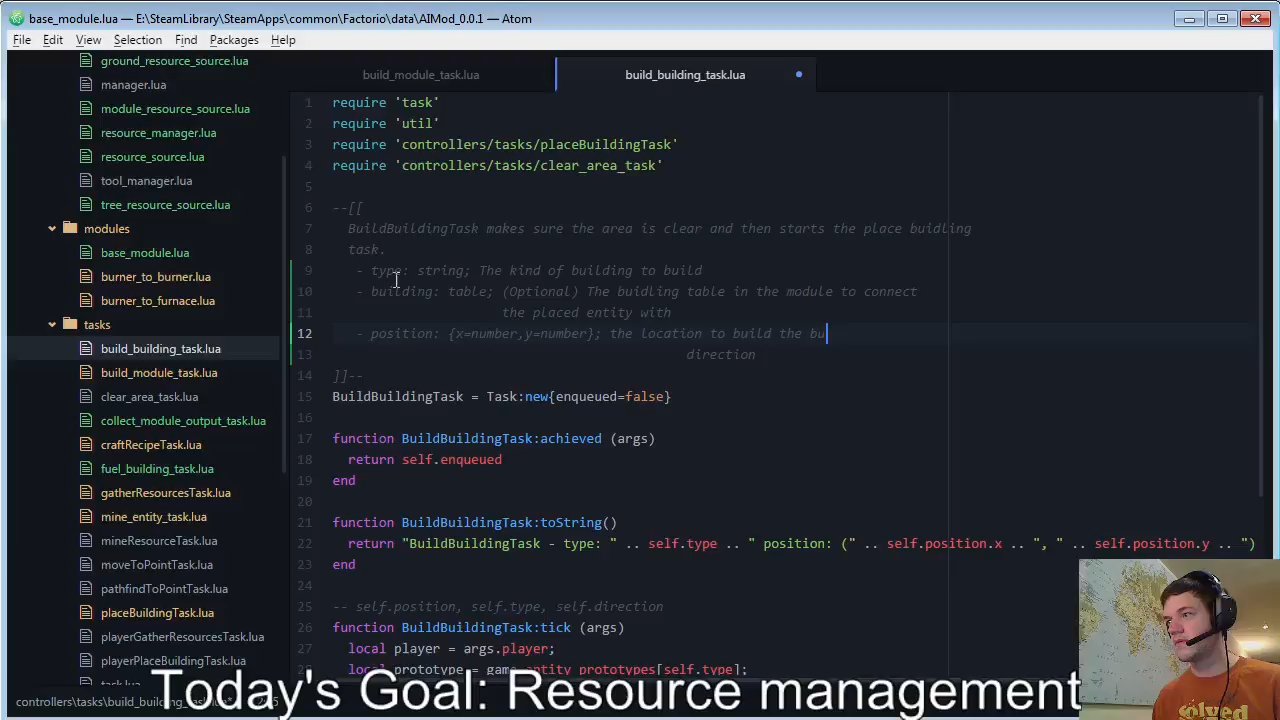 base_module.lua — E:\SteamLibrary\SteamApps\common\Factorio\data\AIMod_0.0.1 — Atom
File Edit View Selection Find Packages Help
ground_resource_source.lua
manager.lua
module_resource_source.lua
resource_manager.lua
resource_source.lua
tool_manager.lua
tree_resource_source.lua
modules
base_module.lua
burner_to_burner.lua
burner_to_furnace.lua
tasks
build_building_task.lua
build_module_task.lua
clear_area_task.lua
collect_module_output_task.lua
craftRecipeTask.lua
fuel_building_task.lua
gatherResourcesTask.lua
mine_entity_task.lua
mineResourceTask.lua
moveToPointTask.lua
pathfindToPointTask.lua
placeBuildingTask.lua
playerGatherResourcesTask.lua
playerPlaceBuildingTask.lua
build_module_task.lua build_building_task.lua
1 require 'task'
2 require 'util'
3 require 'controllers/tasks/placeBuildingTask'
4 require 'controllers/tasks/clear_area_task'
5
6 --[[
7 BuildBuildingTask makes sure the area is clear and then starts the place buidling
8 task.
9 - type: string; The kind of building to build
10 - building: table; (Optional) The buidling table in the module to connect
11 the placed entity with
12 - position: {x=number,y=number}; the location to build the bu
13 direction
14 ]]--
15 BuildBuildingTask = Task:new{enqueued=false}
16
17 function BuildBuildingTask:achieved (args)
18 return self.enqueued
19 end
20
21 function BuildBuildingTask:toString()
22 return "BuildBuildingTask - type: " .. self.type .. " position: (" .. self.position.x .. ", " .. self.position.y .. ")
23 end
24
25 -- self.position, self.type, self.direction
26 function BuildBuildingTask:tick (args)
27 local player = args.player;
local prototype = game.entity_prototypes[self.type];
Today's Goal: Resource management
solved